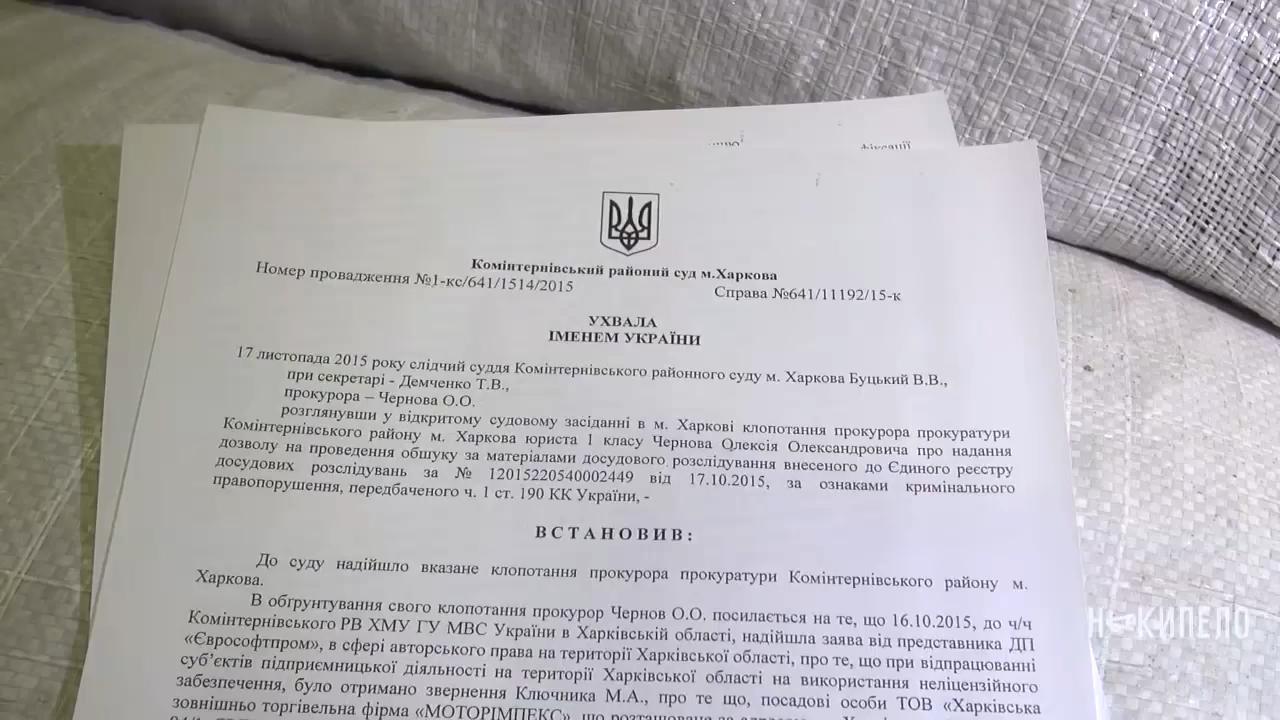 фіксації
Комінтернівський районий суд м.Харкова
Номер провадження №1-кс/641/1514/2015 Справа №641/11192/15-к
УХВАЛА
ІМЕНЕМ УКРАЇНИ
17 листопада 2015 року слідчий суддя Комінтернівського районного суду м. Харкова Буцький В.В.,
при секретарі - Демченко Т.В.,
прокурора – Чернова О.О.
розглянувши у відкритому судовому засіданні в м. Харкові клопотання прокурора прокуратури
Комінтернівського району м. Харкова юриста 1 класу Чернова Олексія Олександровича про надання
дозволу на проведення обшуку за матеріалами досудового розслідування внесеного до Єдиного реєстру
досудових розслідувань за № 12015220540002449 від 17.10.2015, за ознаками кримінального
правопорушення, передбаченого ч. 1 ст. 190 КК України, -
ВСТАНОВИВ:
До суду надійшло вказане клопотання прокурора прокуратури Комінтернівського району м.
Харкова.
В обґрунтування свого клопотання прокурор Чернов О.О. посилається на те, що 16.10.2015, до ч/ч
Комінтернівського РВ ХМУ ГУ МВС України в Харківській області, надійшла заява від представника ДП
«Єврософтпром», в сфері авторського права на території Харківської області, про те, що при відпрацюванні
суб’єктів підприємницької діяльності на території Харківської області на використання неліцензійного
забезпечення, було отримано звернення Ключника М.А., про те що, посадові особи ТОВ «Харківська
зовнішньо торгівельна фірма «МОТОРІМПЕКС»
НАКИПЕЛО